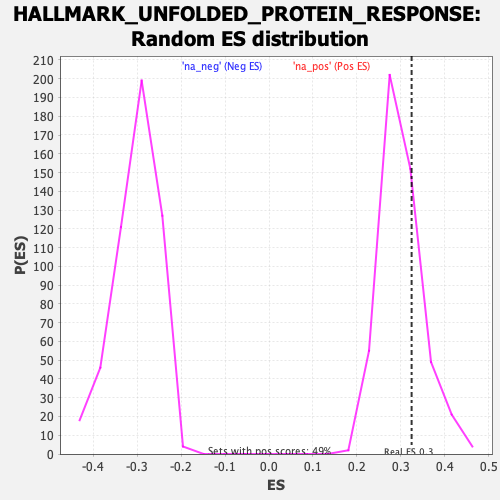 HALLMARK_UNFOLDED_PROTEIN_RESPONSE:
Random ES distribution
'na_neg' (Neg ES) 'na_pos' (Pos ES)
210
200
190
180
170
160
150
140
130
120
110
100
90
80
70
60
50
40
30
20
10
0
P(ES)
Sets with pos scores: 49%
Real ES 0.3
-0.4 -0.3 -0.2 -0.1 0.0 0.1 0.2 0.3 0.4 0.5
ES